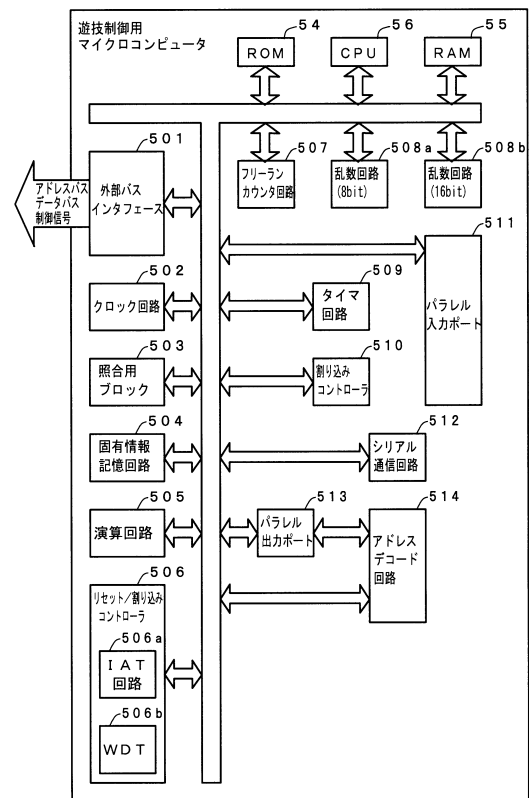 遊技制御用
マイクロコンピュータ
54
56
55
ROM
CPU
RAM
501
507
508a
508b
外部バス
インタフェース
フリーラン
カウンタ回路
乱数回路
(8bit)
乱数回路
(16bit)
アドレスバス
データバス
制御信号
511
502
509
クロック回路
タイマ
回路
パラレル
入力ポート
503
510
照合用
ブロック
割り込み
コントローラ
504
512
固有情報
記憶回路
シリアル
通信回路
505
513
514
演算回路
パラレル
出力ポート
アドレス
デコード
回路
506
リセット/割り込み
コントローラ
506a
IAT
回路
506b
WDT